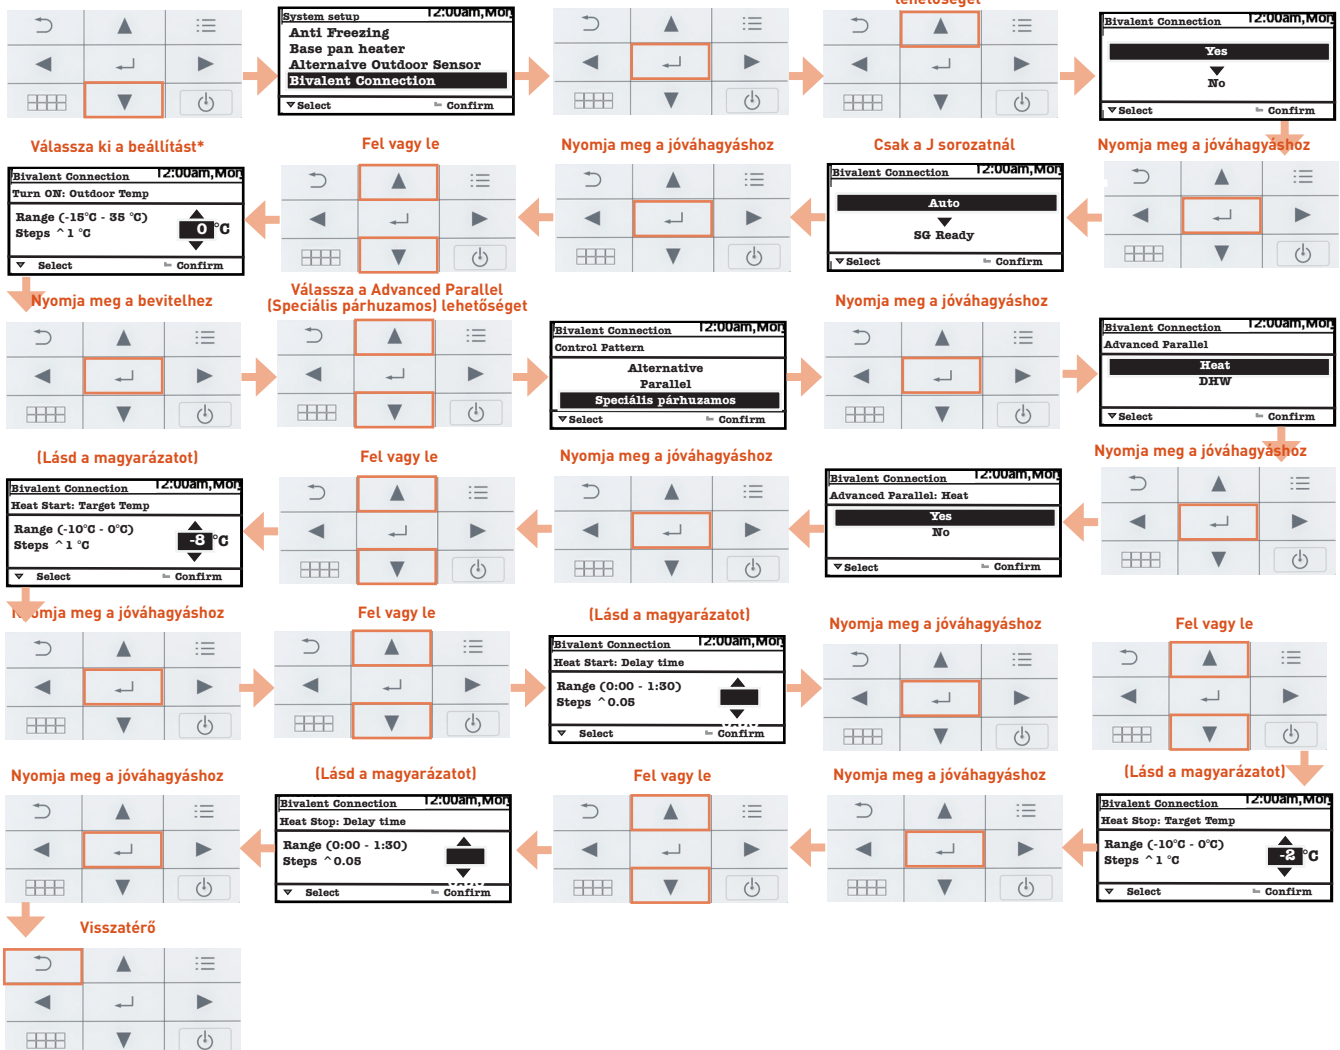 lehetőséget
System setup 12:00am,Mon
Anti Freezing
Base pan heater
Alternaive Outdoor Sensor
Bivalent Connection
Select Confirm
Bivalent Connection 12:00am,Mon
Yes
No
Select Confirm
Nyomja meg a jóváhagyáshoz
Csak a J sorozatnál
Bivalent Connection 12:00am,Mon
Auto
SG Ready
Select Confirm
Nyomja meg a jóváhagyáshoz
Fel vagy le
Válassza ki a beállítást*
Bivalent Connection 12:00am,Mon
Turn ON: Outdoor Temp
Range (-15°C - 35 °C)
Steps ^1 °C
0 °C
Select Confirm
Nyomja meg a bevitelhez
Válassza a Advanced Parallel
(Speciális párhuzamos) lehetőséget
Bivalent Connection 12:00am,Mon
Control Pattern
Alternative
Parallel
Speciális párhuzamos
Select Confirm
Nyomja meg a jóváhagyáshoz
Bivalent Connection 12:00am,Mon
Advanced Parallel
Heat
DHW
Select Confirm
Nyomja meg a jóváhagyáshoz
Bivalent Connection 12:00am,Mon
Advanced Parallel: Heat
Yes
No
Select Confirm
Nyomja meg a jóváhagyáshoz
Fel vagy le
(Lásd a magyarázatot)
Bivalent Connection 12:00am,Mon
Heat Start: Target Temp
Range (-10°C - 0°C)
Steps ^1 °C
-8 °C
Select Confirm
Nyomja meg a jóváhagyáshoz
Fel vagy le
(Lásd a magyarázatot)
Bivalent Connection 12:00am,Mon
Heat Start: Delay time
Range (0:00 - 1:30)
Steps ^0.05
Select Confirm
Nyomja meg a jóváhagyáshoz
Fel vagy le
(Lásd a magyarázatot)
Bivalent Connection 12:00am,Mon
Heat Stop: Target Temp
Range (-10°C - 0°C)
Steps ^1 °C
-2 °C
Select Confirm
Nyomja meg a jóváhagyáshoz
Fel vagy le
(Lásd a magyarázatot)
Bivalent Connection 12:00am,Mon
Heat Stop: Delay time
Range (0:00 - 1:30)
Steps ^0.05
Select Confirm
Nyomja meg a jóváhagyáshoz
Visszatérő